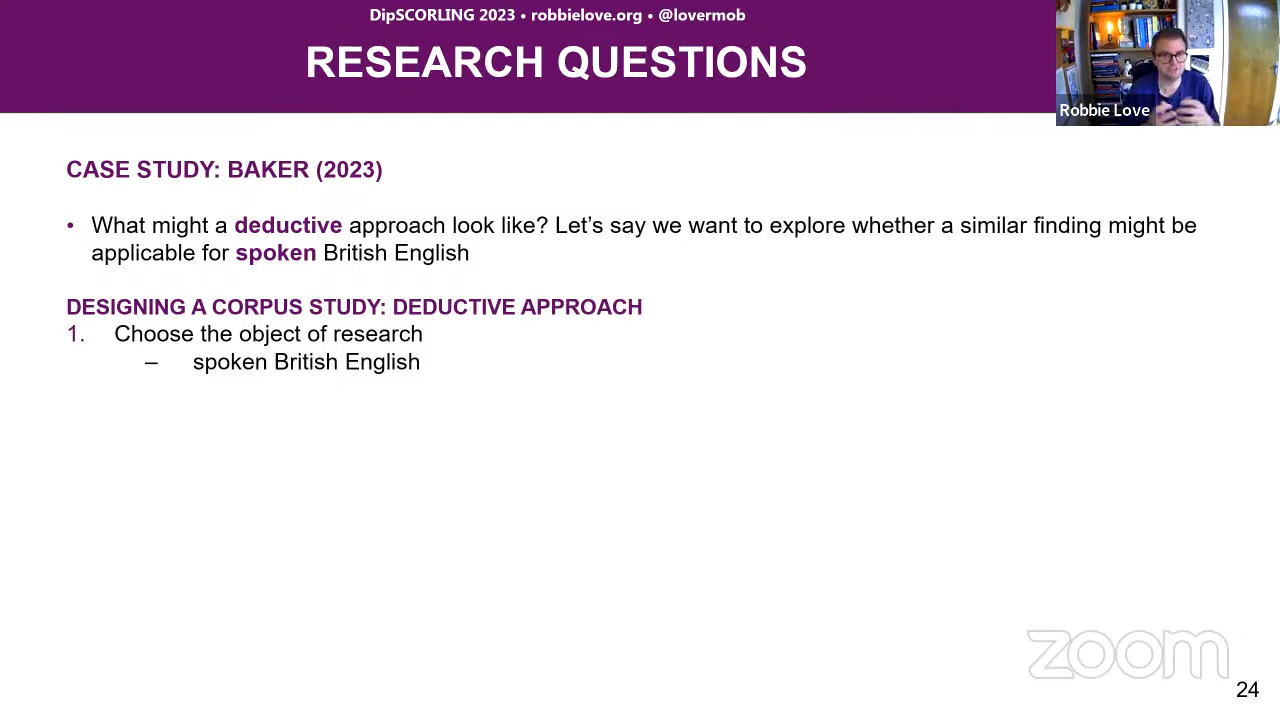 DipSCORLING 2023 • robbielove.org • @lovermob
RESEARCH QUESTIONS
Robbie Love
CASE STUDY: BAKER (2023)
• What might a deductive approach look like? Let’s say we want to explore whether a similar finding might be
applicable for spoken British English
DESIGNING A CORPUS STUDY: DEDUCTIVE APPROACH
1. Choose the object of research
– spoken British English
zoom
24